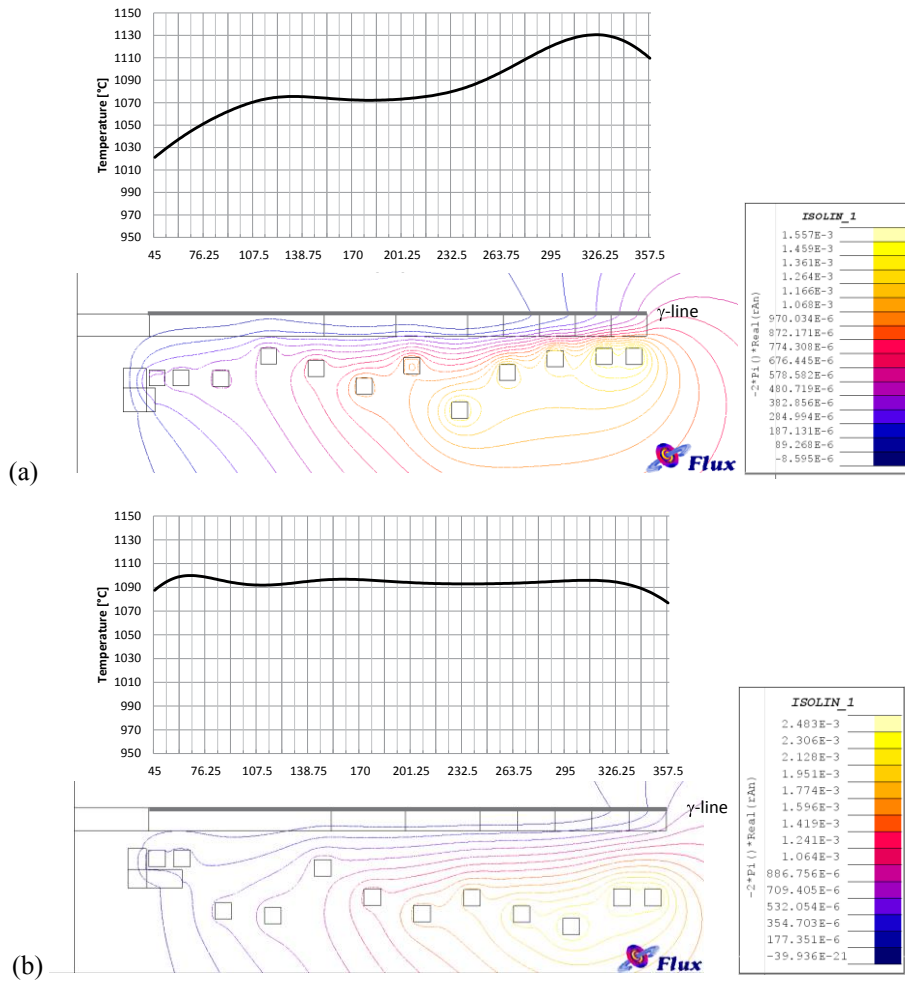 1150
1130
1110
1090
1070
1050
1030
1010
990
970
950
Temperature [°C]
45 76.25 107.5 138.75 170 201.25 232.5 263.75 295 326.25 357.5
γ-line
ISOLIN_1
-2*Pi()*Real(rAn)
1.557E-3
1.459E-3
1.361E-3
1.264E-3
1.166E-3
1.068E-3
970.034E-6
872.171E-6
774.308E-6
676.445E-6
578.582E-6
480.719E-6
382.856E-6
284.994E-6
187.131E-6
89.268E-6
-8.595E-6
Flux
(a)
1150
1130
1110
1090
1070
1050
1030
1010
990
970
950
Temperature [°C]
45 76.25 107.5 138.75 170 201.25 232.5 263.75 295 326.25 357.5
γ-line
ISOLIN_1
-2*Pi()*Real(rAn)
2.483E-3
2.306E-3
2.128E-3
1.951E-3
1.774E-3
1.596E-3
1.419E-3
1.241E-3
1.064E-3
886.756E-6
709.405E-6
532.054E-6
354.703E-6
177.351E-6
-39.936E-21
Flux
(b)